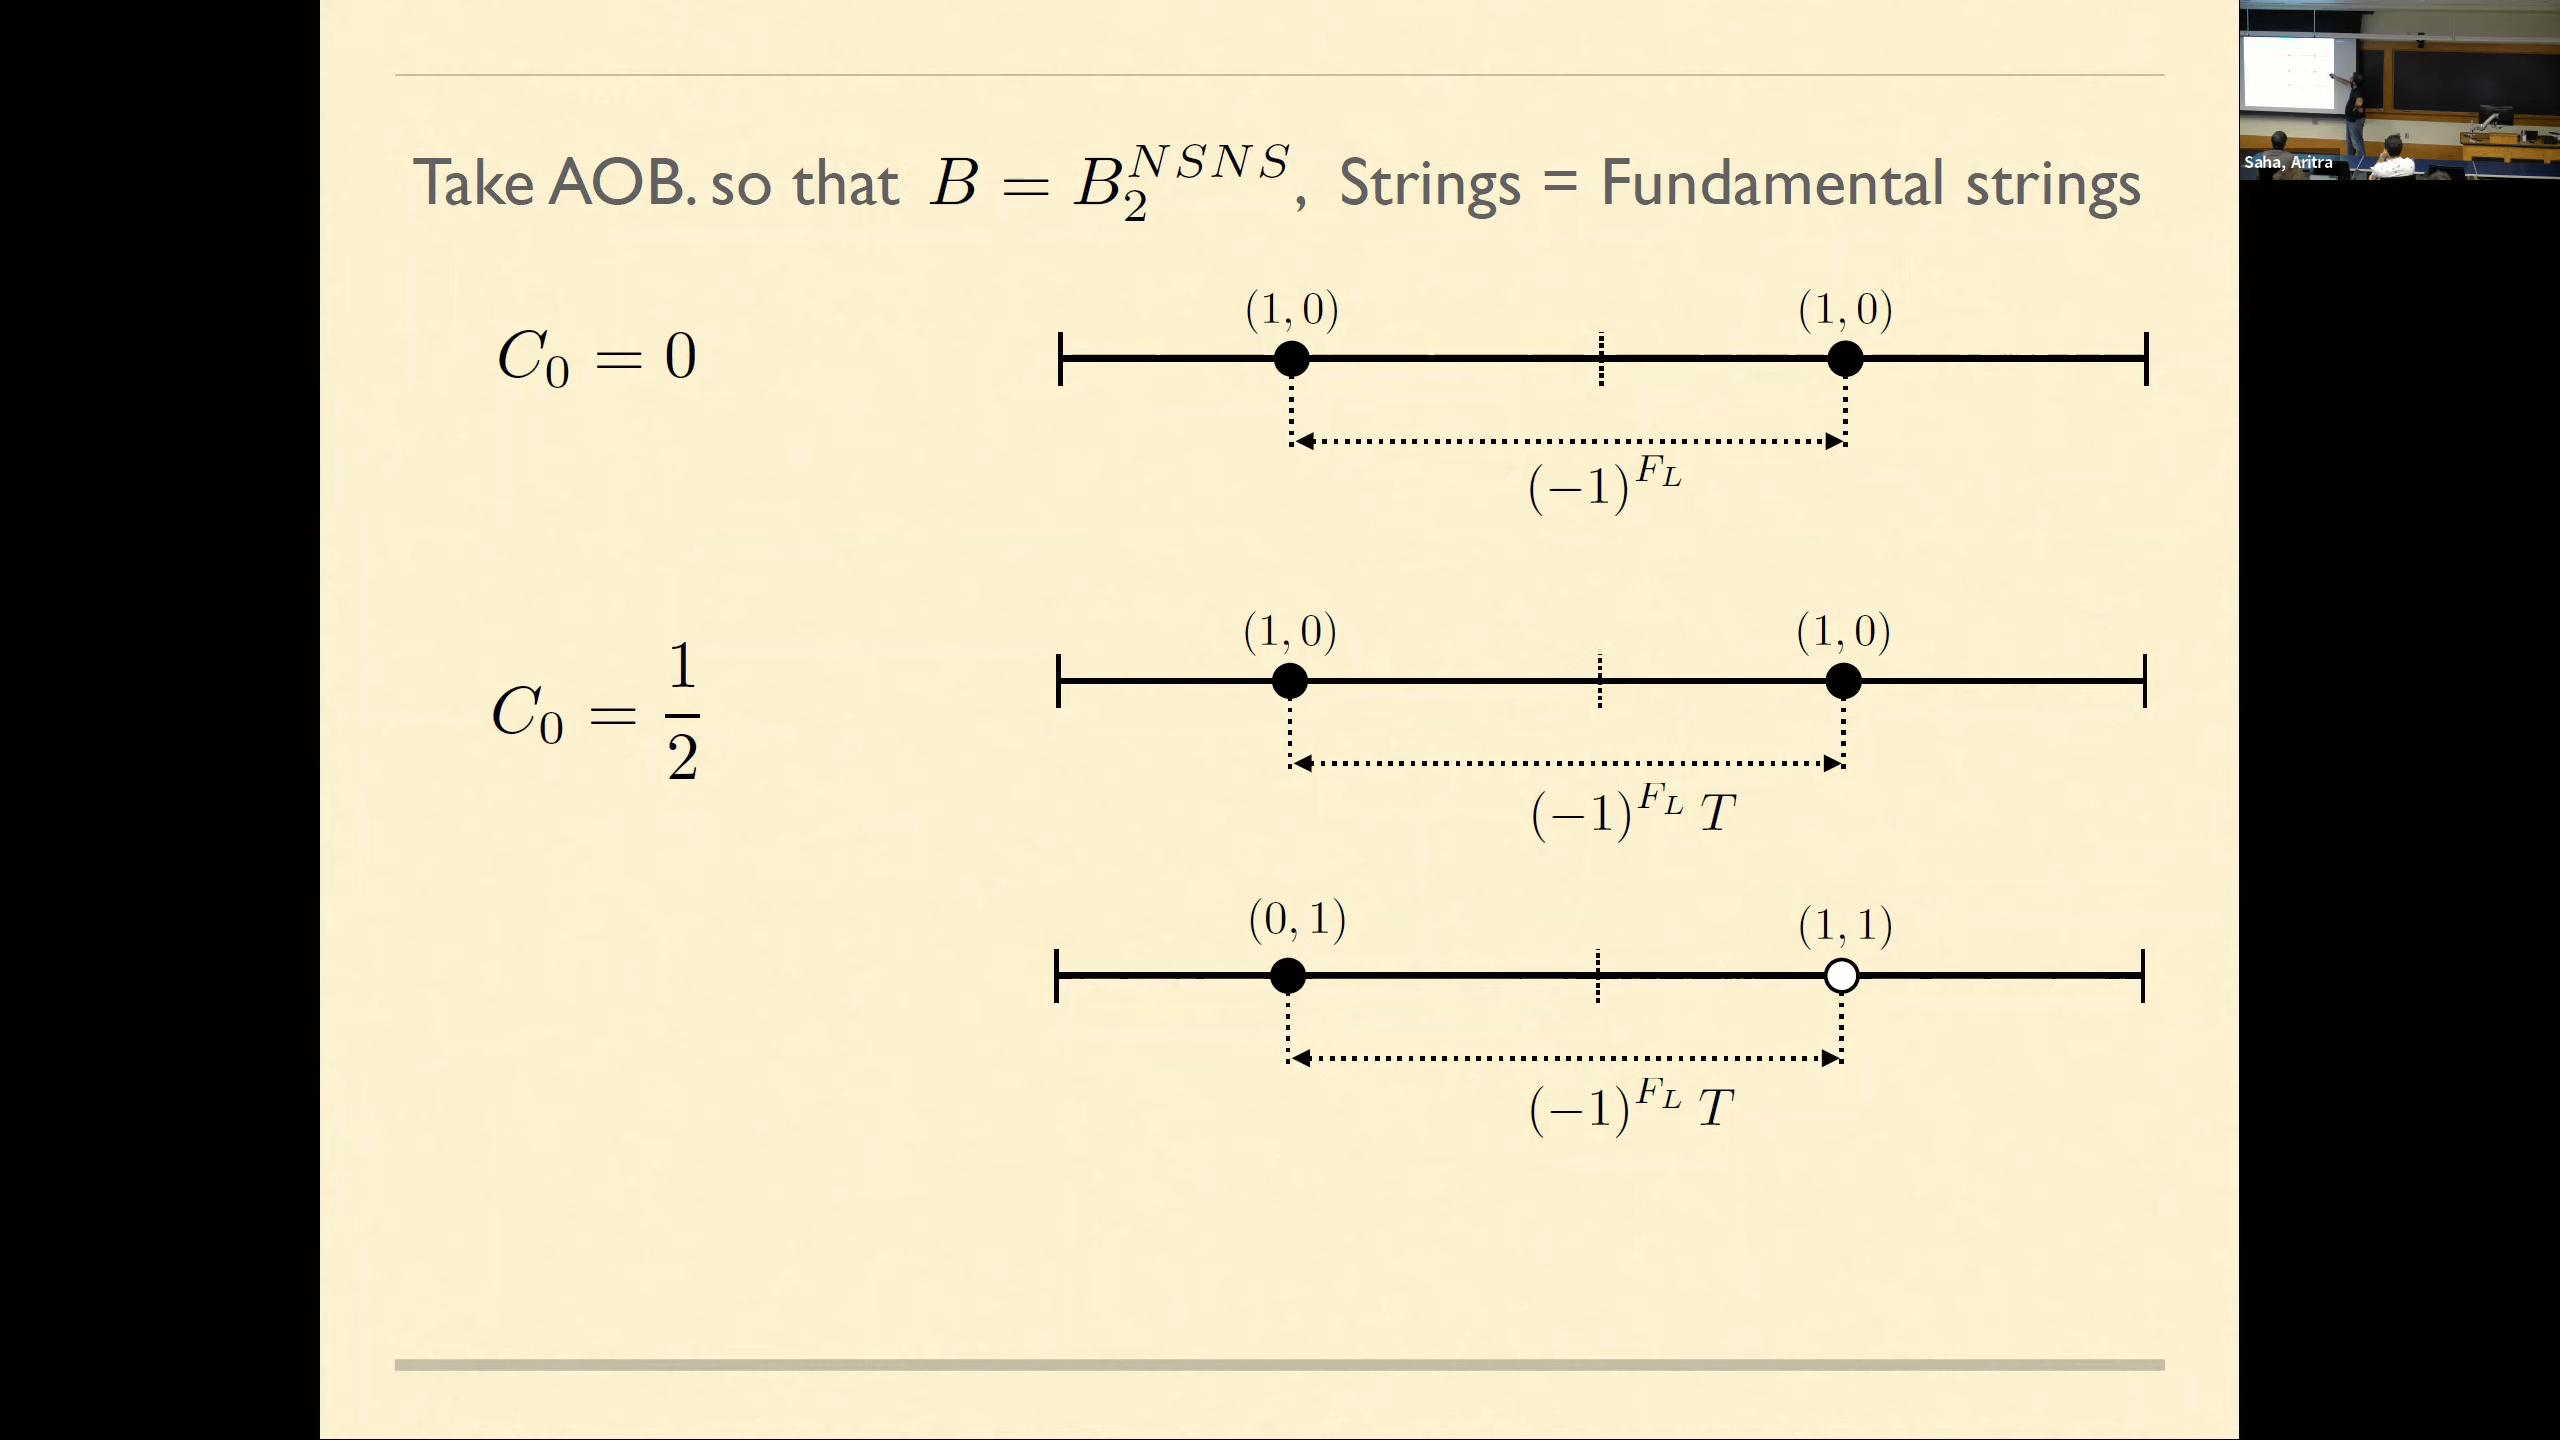 Take AOB. so that B = B_2^{NSNS}, Strings = Fundamental strings
(1, 0) (1, 0)
C_0 = 0
(−1)^{F_L}
(1, 0) (1, 0)
C_0 = \frac{1}{2}
(−1)^{F_L} T
(0, 1) (1, 1)
(−1)^{F_L} T
Saha, Aritra